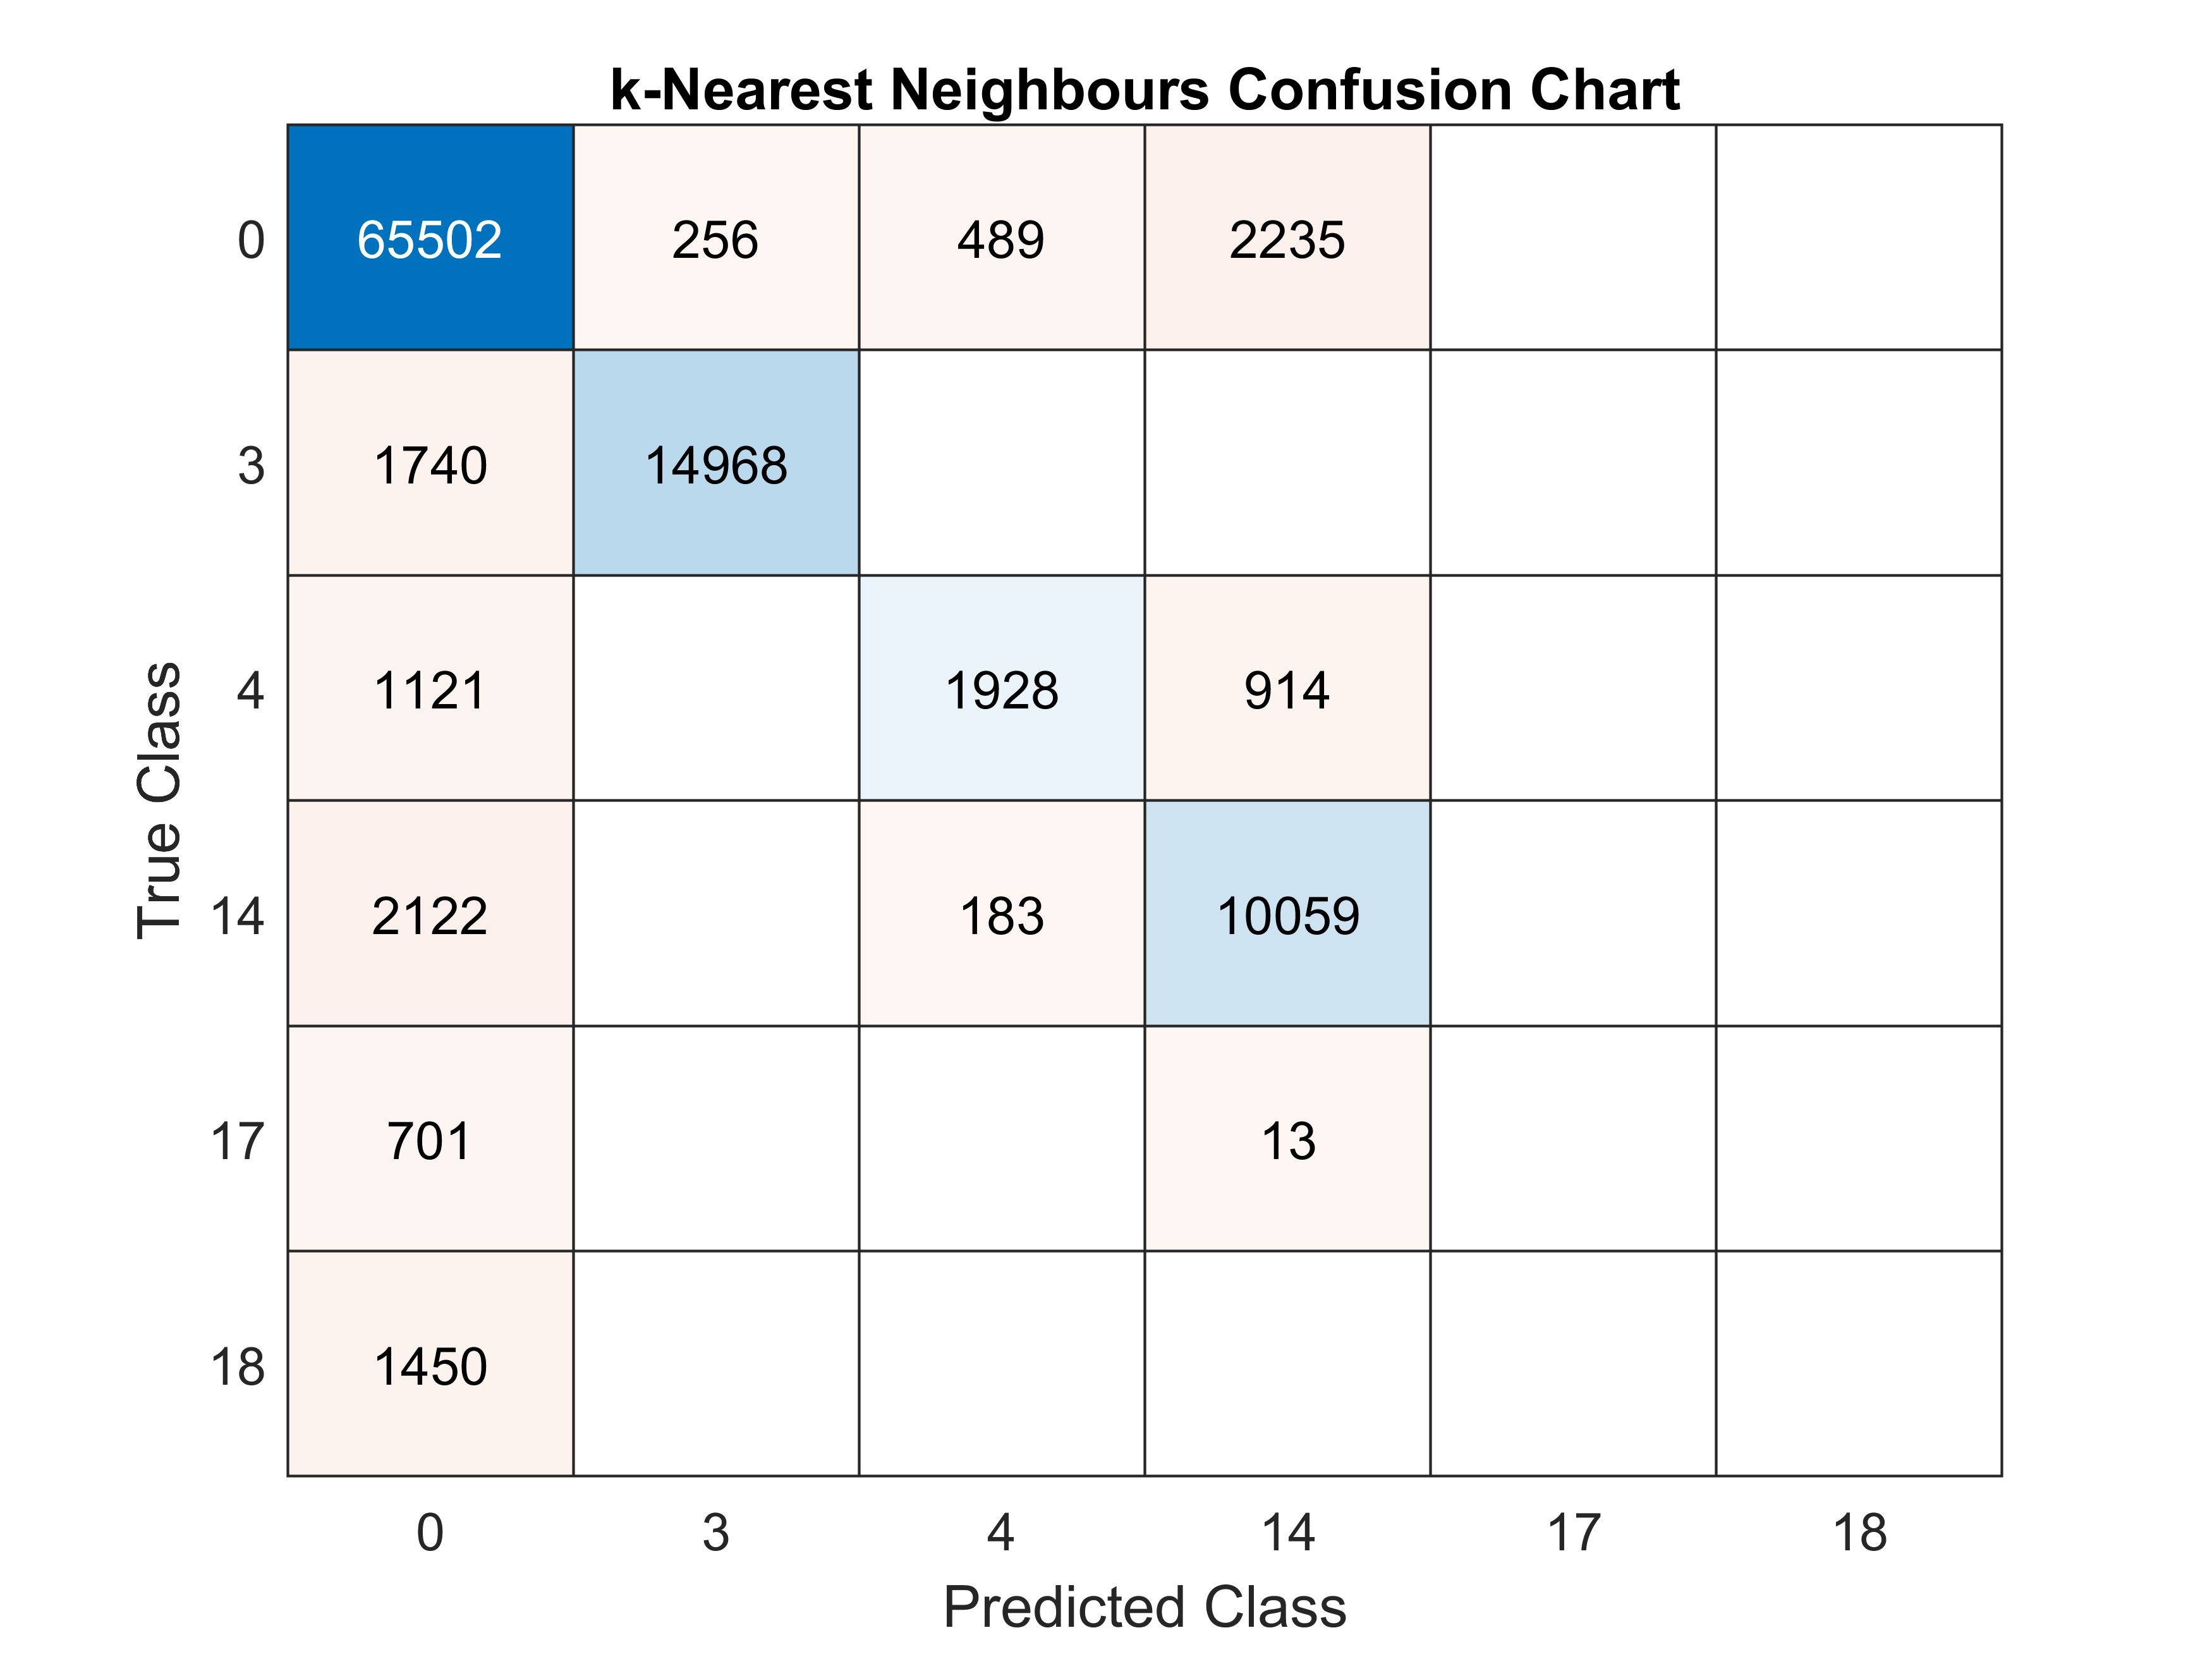 k-Nearest Neighbours Confusion Chart
0 65502 256 489 2235
3 1740 14968
4 1121 1928 914
14 2122 183 10059
17 701 13
18 1450
True Class
0 3 4 14 17 18
Predicted Class